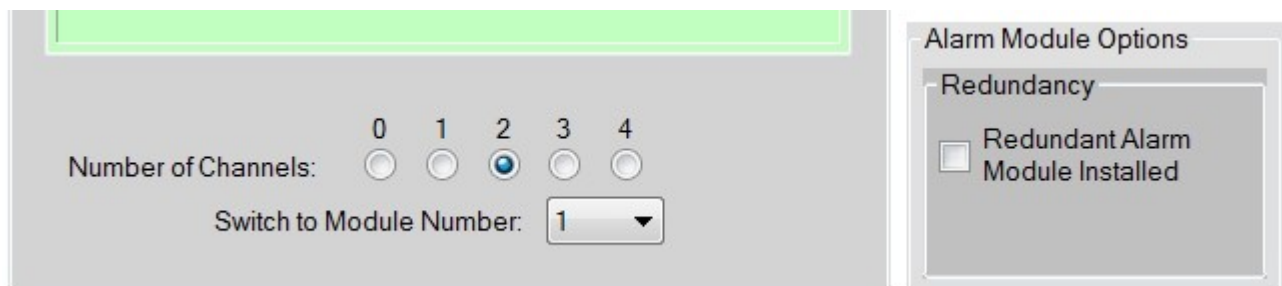 0 1 2 3 4
Number of Channels:
Switch to Module Number: 1
Alarm Module Options
Redundancy
Redundant Alarm
Module Installed